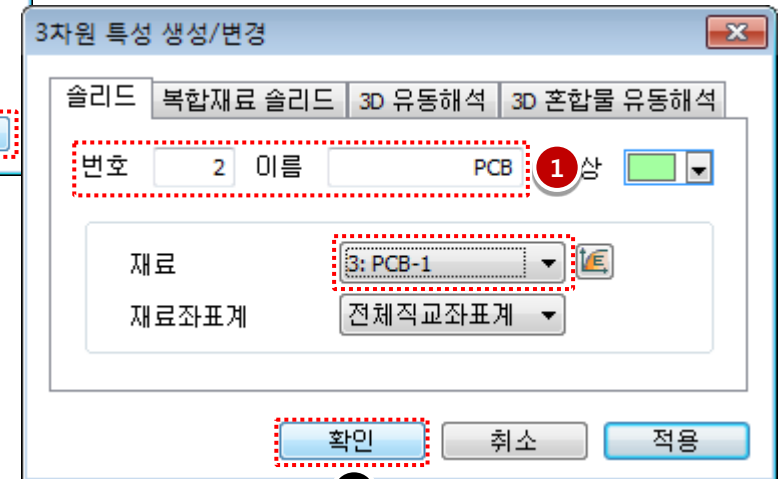 3차원 특성 생성/변경
솔리드 복합재료 솔리드 3D 유동해석 3D 혼합물 유동해석
번호 2 이름 PCB 1 상
재료 3: PCB-1
재료좌표계 전체직교좌표계
확인 취소 적용